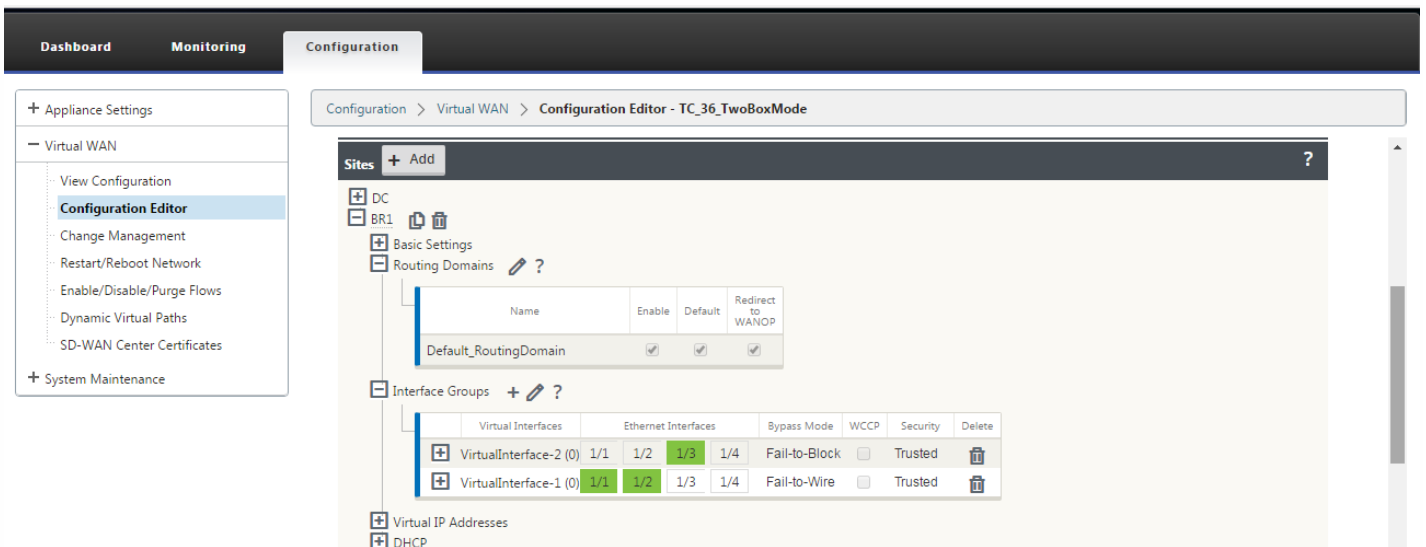 Dashboard Monitoring Configuration
+ Appliance Settings
− Virtual WAN
View Configuration
Configuration Editor
Change Management
Restart/Reboot Network
Enable/Disable/Purge Flows
Dynamic Virtual Paths
SD-WAN Center Certificates
+ System Maintenance
Configuration > Virtual WAN > Configuration Editor - TC_36_TwoBoxMode
Sites + Add ?
DC
BR1
Basic Settings
Routing Domains ?
Name Enable Default Redirect to WANOP
Default_RoutingDomain
Interface Groups + ?
Virtual Interfaces Ethernet Interfaces Bypass Mode WCCP Security Delete
VirtualInterface-2 (0) 1/1 1/2 1/3 1/4 Fail-to-Block Trusted
VirtualInterface-1 (0) 1/1 1/2 1/3 1/4 Fail-to-Wire Trusted
Virtual IP Addresses
DHCP